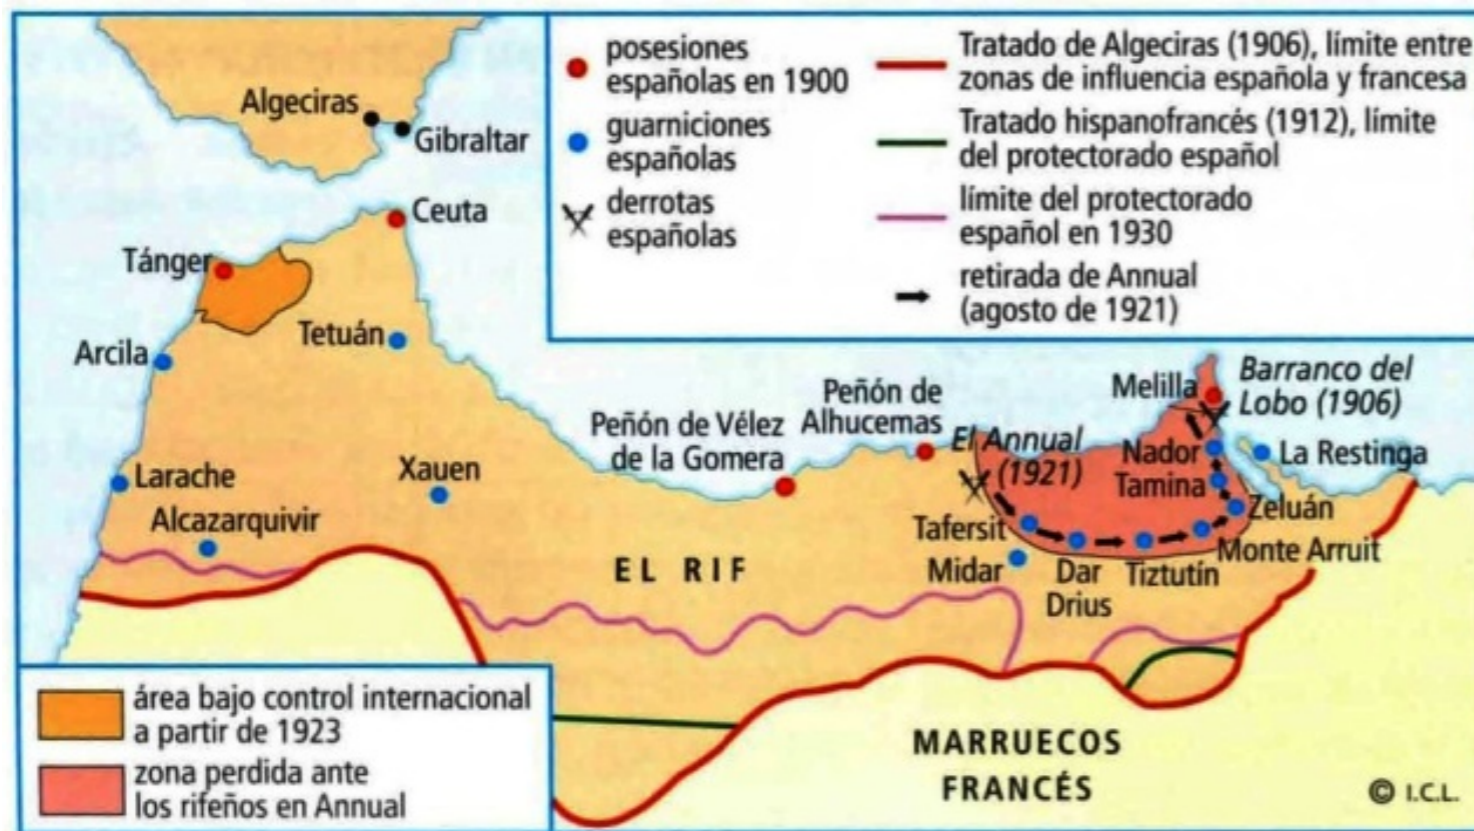 posesiones
españolas en 1900
guarniciones
españolas
derrotas
españolas
Tratado de Algeciras (1906), límite entre
zonas de influencia española y francesa
Tratado hispanofrancés (1912), límite
del protectorado español
límite del protectorado
español en 1930
retirada de Annual
(agosto de 1921)
Algeciras
Gibraltar
Ceuta
Tánger
Tetuán
Arcila
Larache
Alcazarquivir
Xauen
Peñón de Vélez
de la Gomera
Peñón de
Alhucemas
El Annual
(1921)
Melilla
Barranco del
Lobo (1906)
Nador
La Restinga
Tamina
Zeluán
Tafersit
Monte Arruit
Midar
Dar
Drius
Tiztutín
EL RIF
MARRUECOS
FRANCÉS
área bajo control internacional
a partir de 1923
zona perdida ante
los rifeños en Annual
© I.C.L.